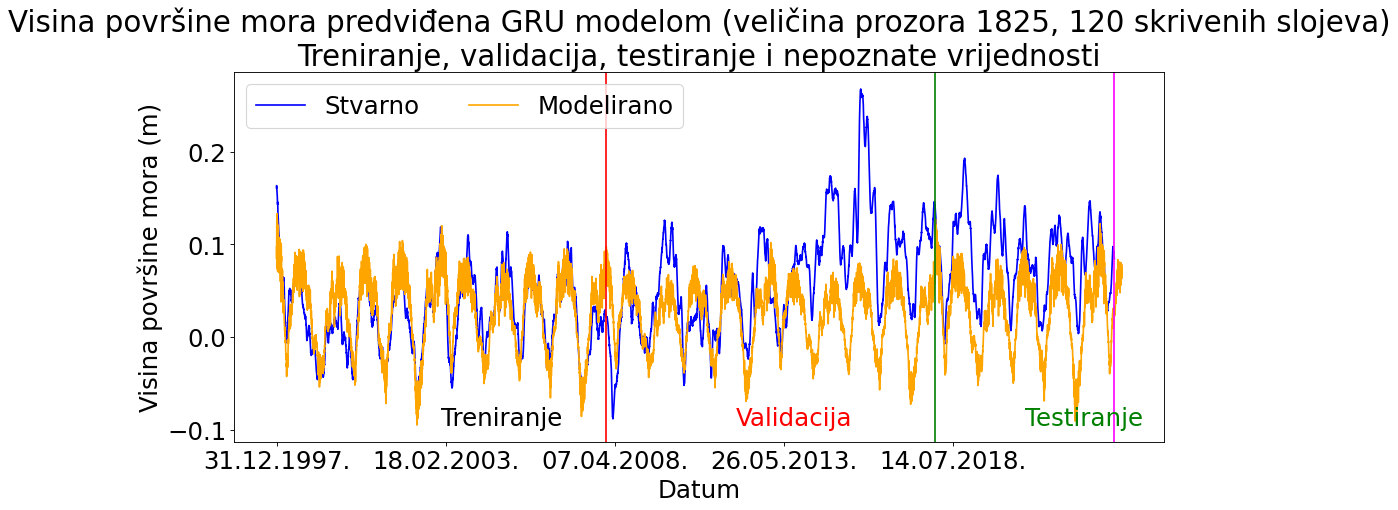 Visina površine mora predviđena GRU modelom (veličina prozora 1825, 120 skrivenih slojeva)
Treniranje, validacija, testiranje i nepoznate vrijednosti
Stvarno Modelirano
Visina površine mora (m)
0.2
0.1
0.0
−0.1
Treniranje Validacija Testiranje
31.12.1997. 18.02.2003. 07.04.2008. 26.05.2013. 14.07.2018.
Datum